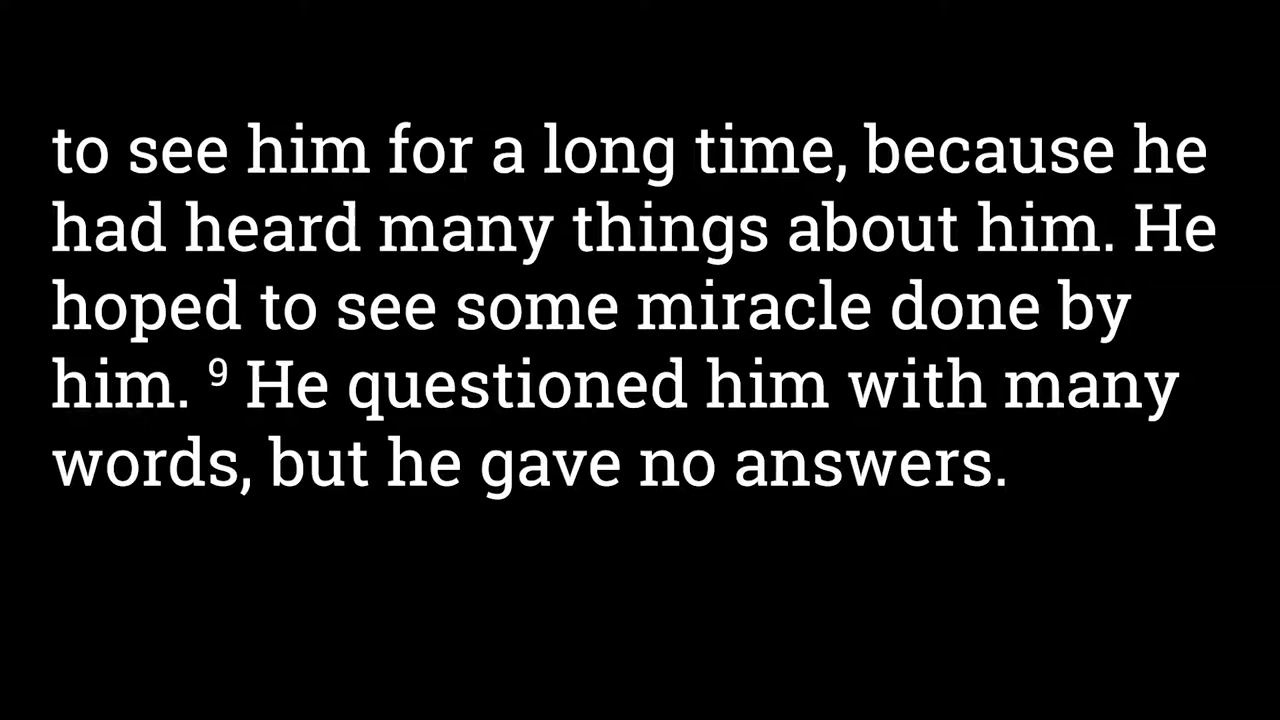 to see him for a long time, because he
had heard many things about him. He
hoped to see some miracle done by
him. ⁹ He questioned him with many
words, but he gave no answers.